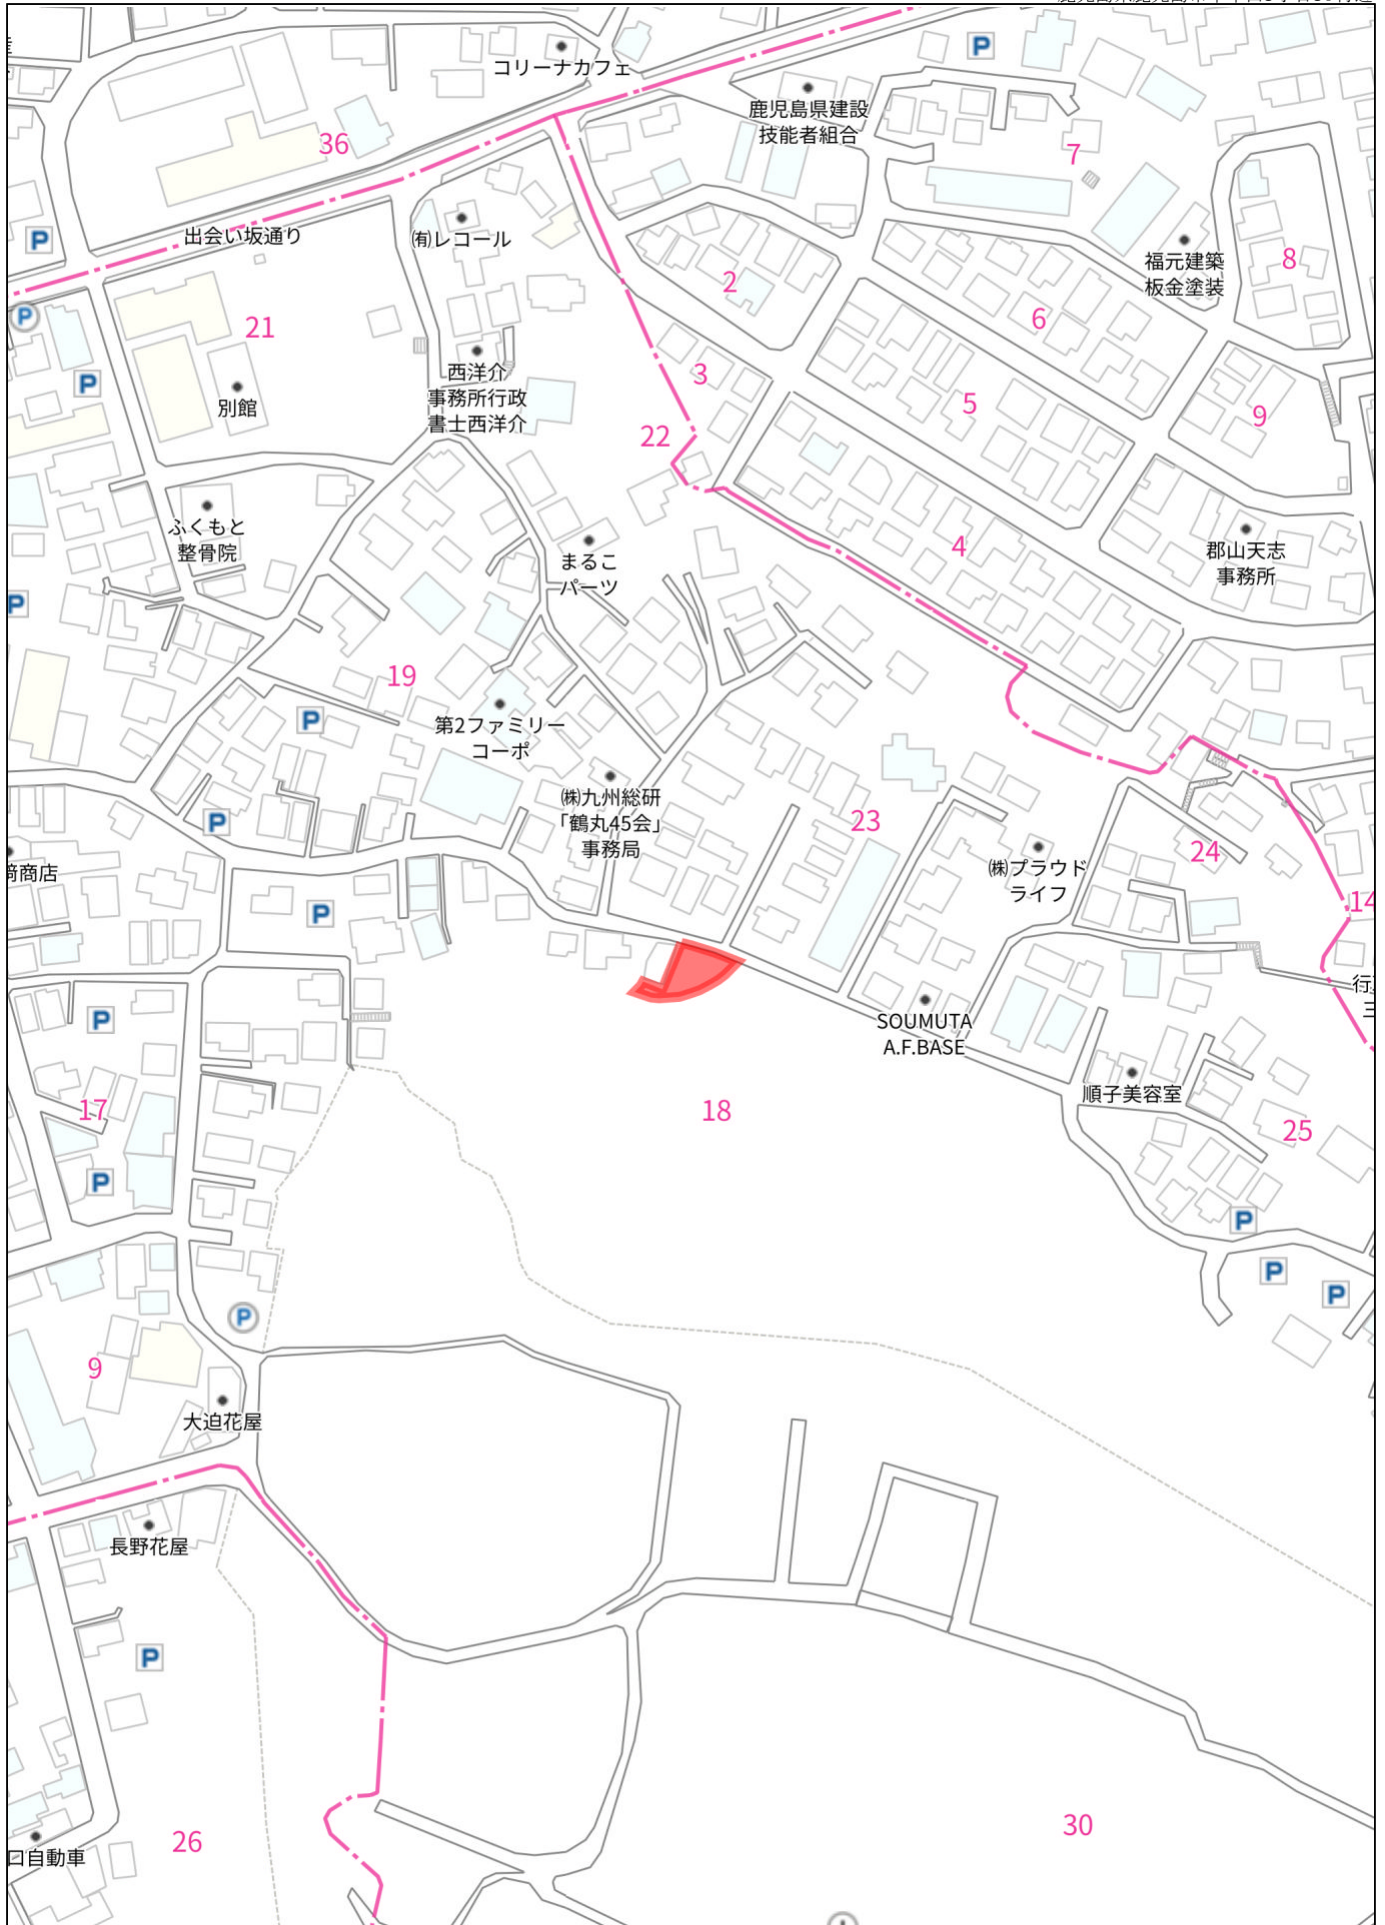 コリーナカフェ
鹿児島県建設
技能者組合
36
7
P
出会い坂通り
㈲レコール
P
2
福元建築
板金塗装
8
P
21
6
西洋介
事務所行政
書士西洋介
3
P
別館
5
9
22
ふくもと
整骨院
まるこ
パーツ
4
郡山天志
事務所
P
19
第2ファミリー
コーポ
P
㈱九州総研
「鶴丸45会」
事務局
P
23
㈱プラウド
ライフ
24
商店
P
14
P
SOUMUTA
A.F.BASE
行
三
17
18
順子美容室
25
P
P
P
P
P
9
大迫花屋
長野花屋
P
26
30
口自動車